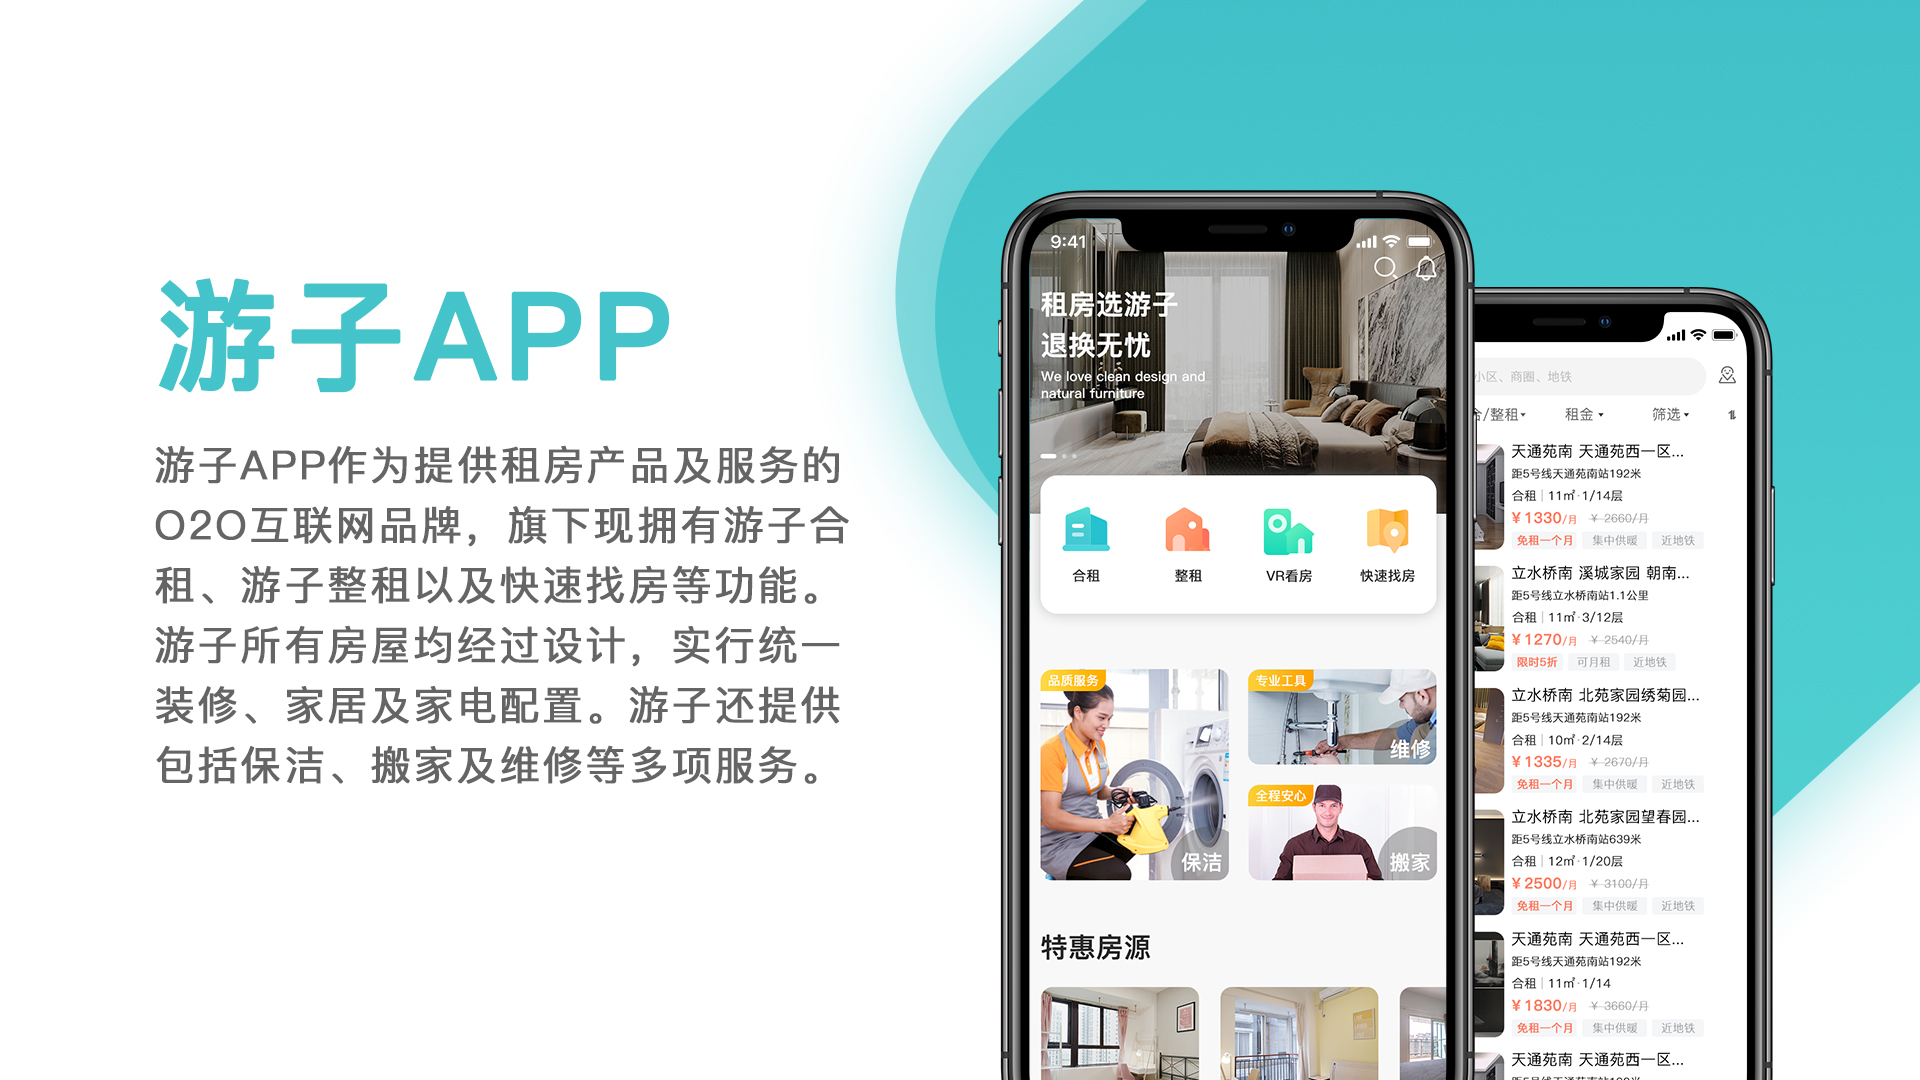 游子APP
游子APP作为提供租房产品及服务的
O2O互联网品牌，旗下现拥有游子合
租、游子整租以及快速找房等功能。
游子所有房屋均经过设计，实行统一
装修、家居及家电配置。游子还提供
包括保洁、搬家及维修等多项服务。
9:41
租房选游子
退换无忧
We love clean design and
natural furniture
合租
整租
VR看房
快速找房
品质服务
保洁
专业工具
维修
全程安心
搬家
特惠房源
小区、商圈、地铁
合/整租
租金
筛选
天通苑南 天通苑西一区...
距5号线天通苑南站192米
合租 | 11㎡·1/14层
¥1330/月 ¥ 2660/月
免租一个月 集中供暖 近地铁
立水桥南 溪城家园 朝南...
距5号线立水桥南站1.1公里
合租 | 11㎡·3/12层
¥1270/月 ¥ 2540/月
限时5折 可月租 近地铁
立水桥南 北苑家园绣菊园...
距5号线天通苑南站192米
合租 | 10㎡·2/14层
¥1335/月 ¥ 2670/月
免租一个月 集中供暖 近地铁
立水桥南 北苑家园望春园...
距5号线立水桥南站639米
合租 | 12㎡·1/20层
¥2500/月 ¥ 3100/月
免租一个月 集中供暖 近地铁
天通苑南 天通苑西一区...
距5号线天通苑南站192米
合租 | 11㎡·1/14
¥1830/月 ¥ 3660/月
免租一个月 集中供暖 近地铁
天通苑南 天通苑西一区...